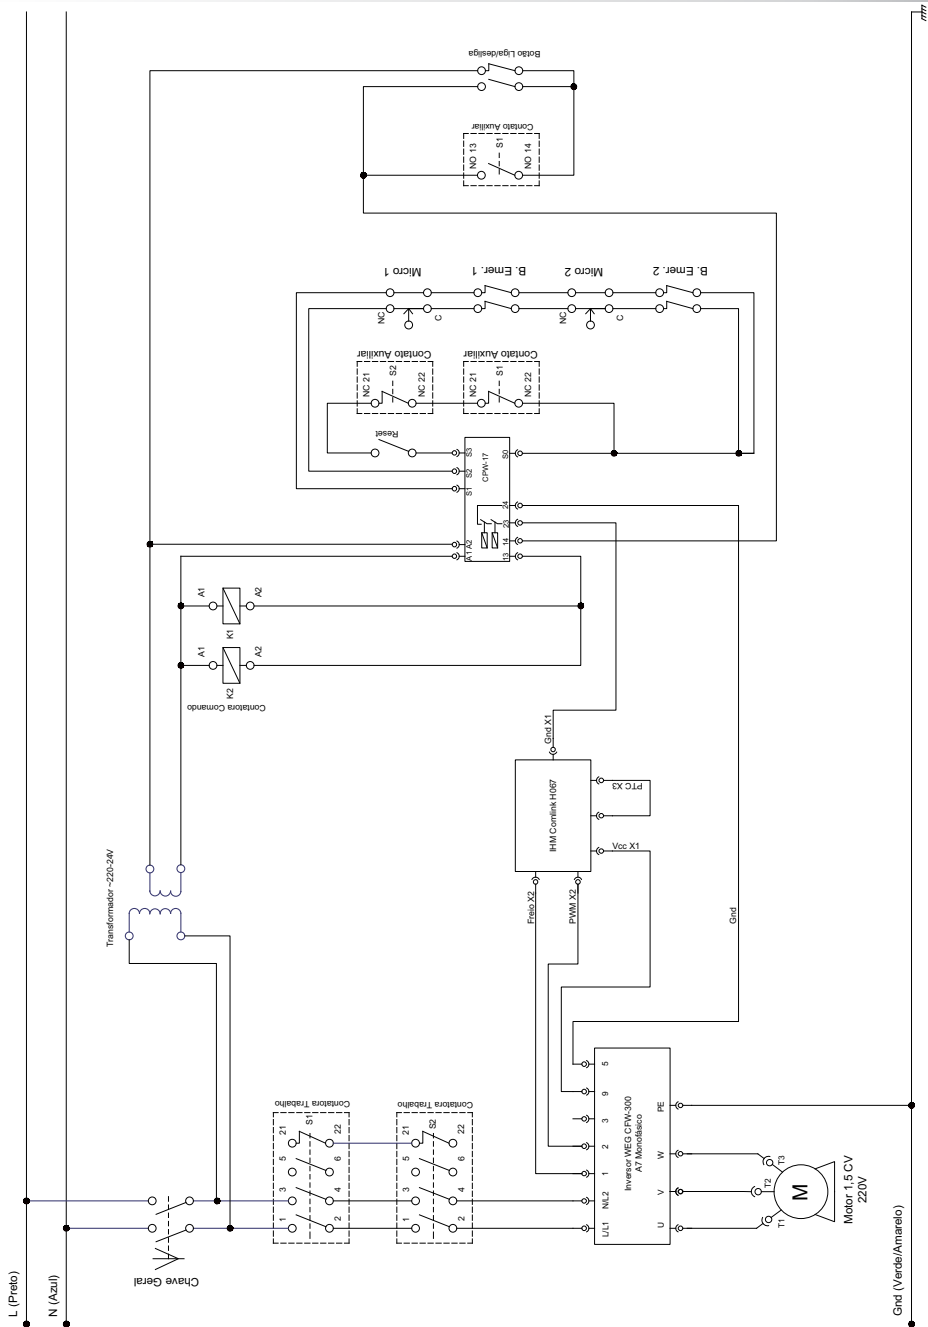 L (Preto)
N (Azul)
Gnd (Verde/Amarelo)
Chave Geral
Transformador ~220-24V
Contatora Trabalho
S1
1
2
3
4
5
6
21
22
Contatora Trabalho
S2
1
2
3
4
5
6
21
22
Inversor WEG CFW-300
A7 Monofásico
L/L1
N/L2
1
2
3
9
5
U
V
W
PE
T1
T2
T3
M
Motor 1,5 CV
220V
Freio X2
PWM X2
IHM Comlink H067
Gnd X1
PTC X3
Vcc X1
Gnd
Contatora Comando
K2
A1
A2
K1
A1
A2
CPW-17
A1
A2
S1
S2
S3
13
14
23
24
S0
Reset
Contato Auxiliar
NC 21
S2
NC 22
Contato Auxiliar
NC 21
S1
NC 22
Micro 1
NC
C
B. Emer. 1
Micro 2
NC
C
B. Emer. 2
Contato Auxiliar
NO 13
S1
NO 14
Botão Liga/desliga